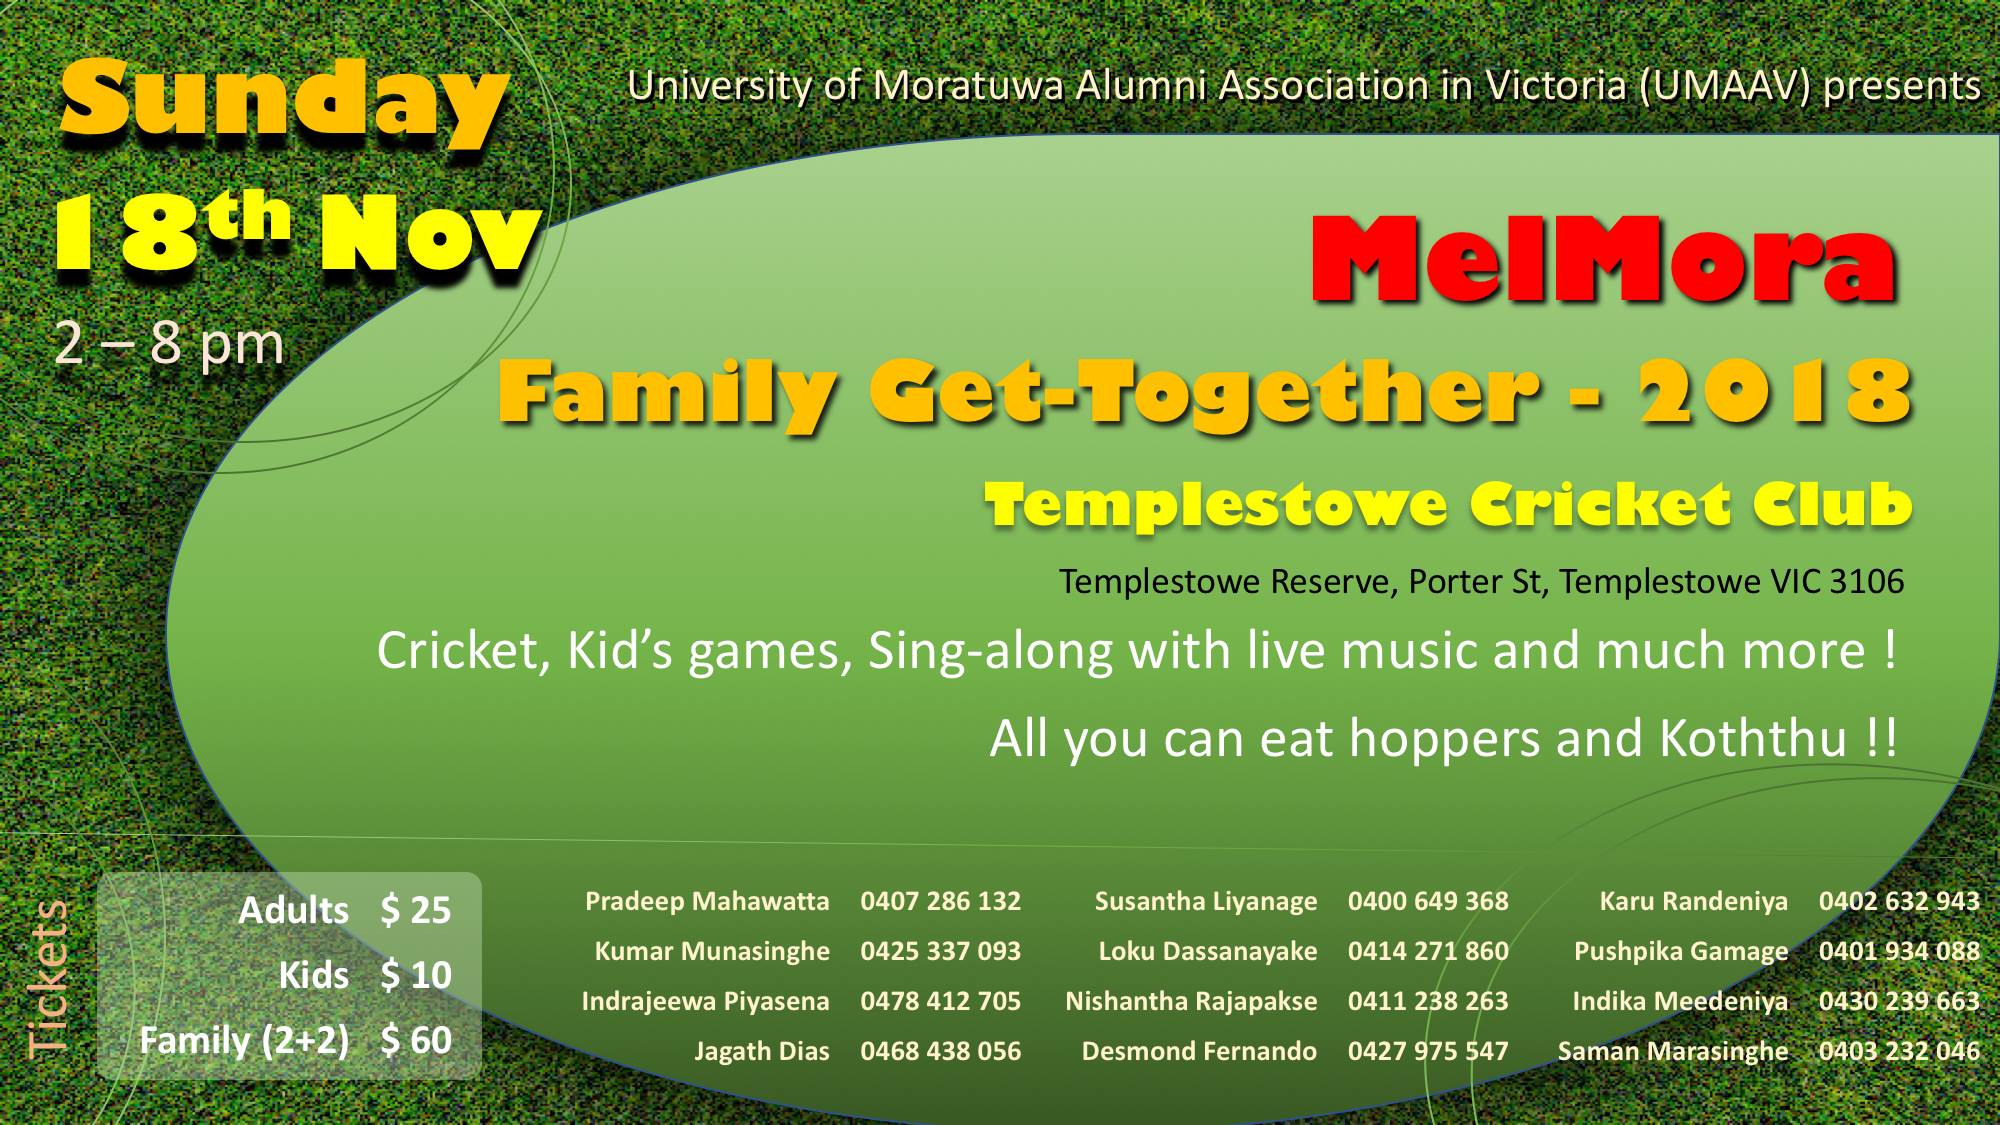 Sunday
18th Nov
2 – 8 pm
University of Moratuwa Alumni Association in Victoria (UMAAV) presents
MelMora
Family Get-Together - 2018
Templestowe Cricket Club
Templestowe Reserve, Porter St, Templestowe VIC 3106
Cricket, Kid’s games, Sing-along with live music and much more !
All you can eat hoppers and Koththu !!
Tickets
Adults $ 25
Kids $ 10
Family (2+2) $ 60
Pradeep Mahawatta 0407 286 132 Susantha Liyanage 0400 649 368 Karu Randeniya 0402 632 943
Kumar Munasinghe 0425 337 093 Loku Dassanayake 0414 271 860 Pushpika Gamage 0401 934 088
Indrajeewa Piyasena 0478 412 705 Nishantha Rajapakse 0411 238 263 Indika Meedeniya 0430 239 663
Jagath Dias 0468 438 056 Desmond Fernando 0427 975 547 Saman Marasinghe 0403 232 046